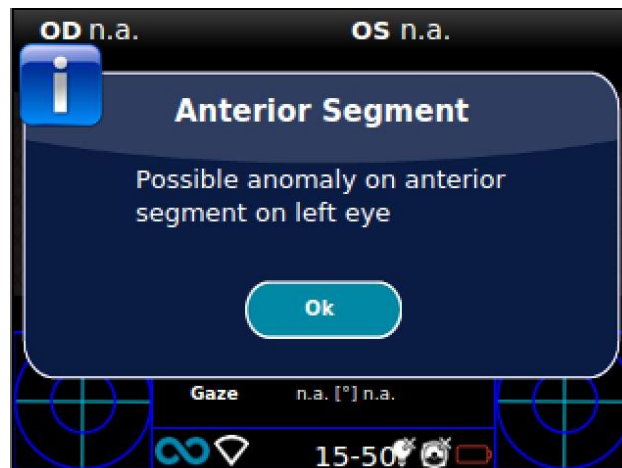 OD n.a. OS n.a.
i
Anterior Segment
Possible anomaly on anterior
segment on left eye
Ok
Gaze n.a. [°] n.a.
15-50